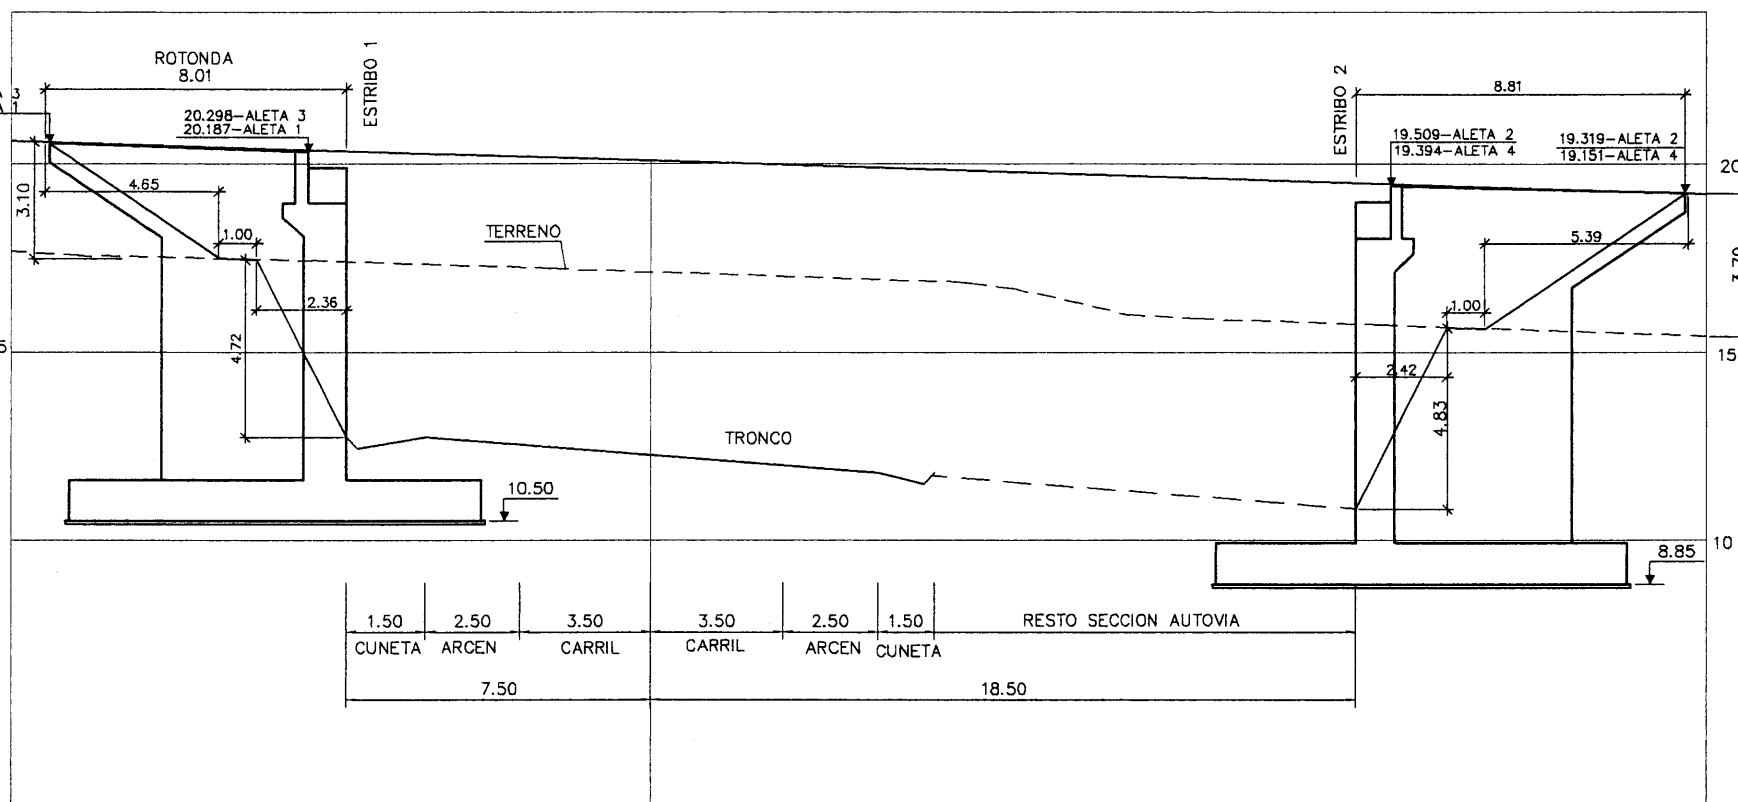 ROTONDA
8.01
ESTRIBO 1
3
1
20.298-ALETA 3
20.187-ALETA 1
4.65
3.10
1.00
2.36
4.72
TERRENO
TRONCO
10.50
ESTRIBO 2
8.81
19.509-ALETA 2
19.394-ALETA 4
19.319-ALETA 2
19.151-ALETA 4
20
5.39
1.00
2.42
4.83
5
15
10
8.85
1.50 2.50 3.50 3.50 2.50 1.50 RESTO SECCION AUTOVIA
CUNETA ARCEN CARRIL CARRIL ARCEN CUNETA
7.50 18.50